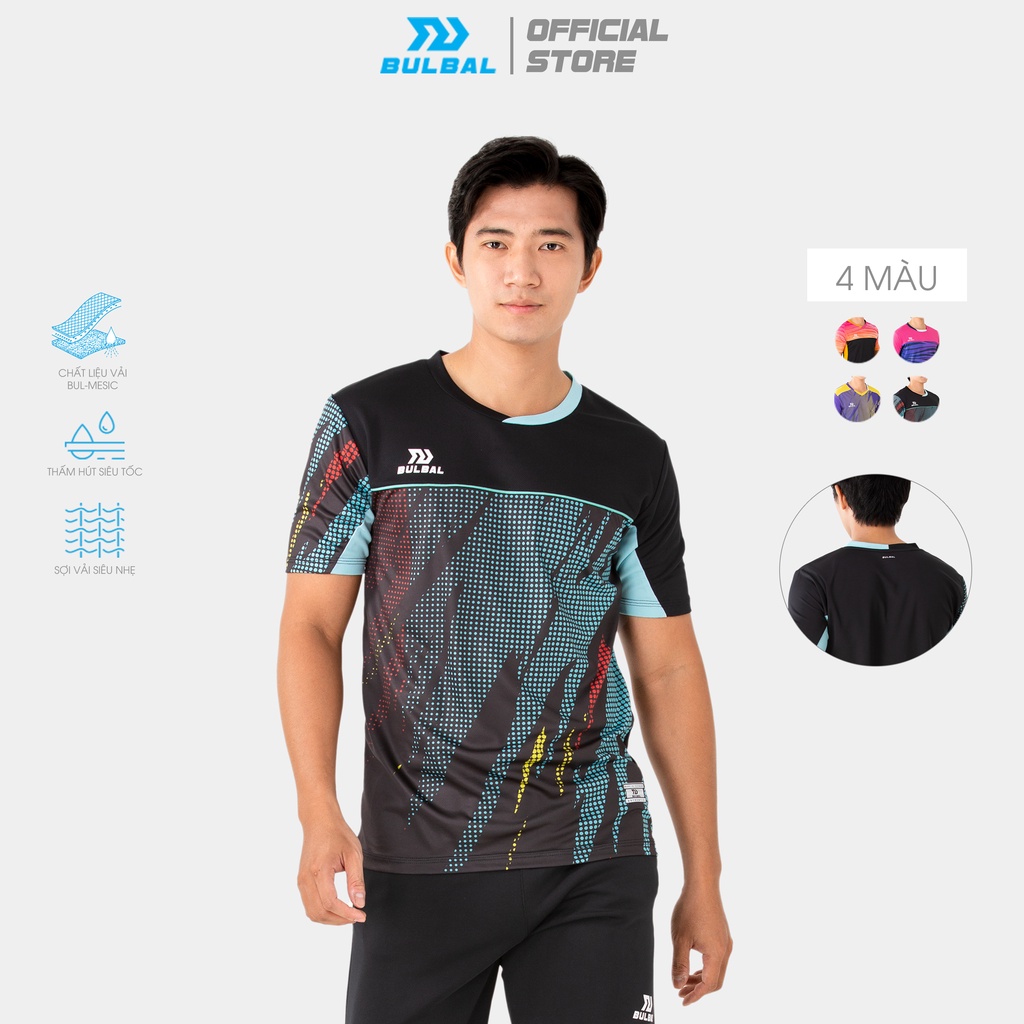 BULBAL
OFFICIAL
STORE
4 MÀU
CHẤT LIỆU VẢI
BUL-MESIC
THẤM HÚT SIÊU TỐC
SỢI VẢI SIÊU NHẸ
BULBAL
BULBAL
BULBAL
BULB